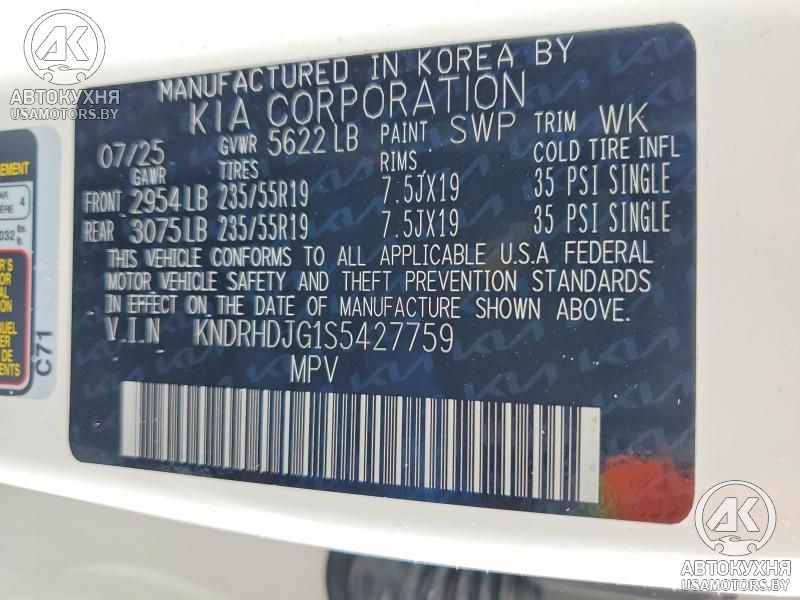 AK
АВТОКУХНЯ
USAMOTORS.BY
MANUFACTURED IN KOREA BY
KIA CORPORATION
07/25 GVWR 5622 LB PAINT SWP TRIM WK
GAWR TIRES RIMS COLD TIRE INFL
FRONT 2954 LB 235/55R19 7.5JX19 35 PSI SINGLE
REAR 3075 LB 235/55R19 7.5JX19 35 PSI SINGLE
THIS VEHICLE CONFORMS TO ALL APPLICABLE U.S.A FEDERAL
MOTOR VEHICLE SAFETY AND THEFT PREVENTION STANDARDS
IN EFFECT ON THE DATE OF MANUFACTURE SHOWN ABOVE.
V.I.N KNDRHDJG1S5427759
MPV
4
C71
AK
АВТОКУХНЯ
USAMOTORS.BY